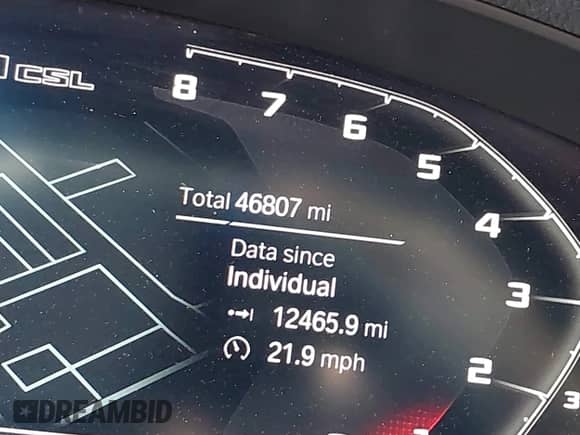 CSL
8
7
6
5
4
3
2
3
Total 46807 mi
Data since
Individual
12465.9 mi
21.9 mph
DREAMBID